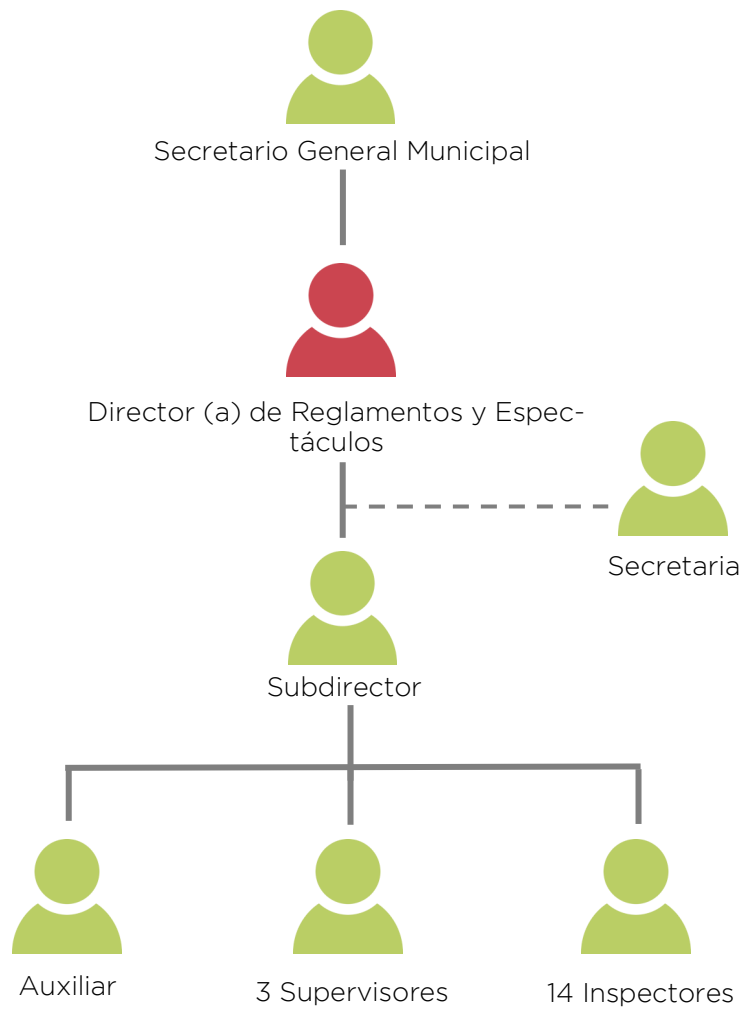 Secretario General Municipal
Director (a) de Reglamentos y Espec-
táculos
Secretaria
Subdirector
Auxiliar
3 Supervisores
14 Inspectores